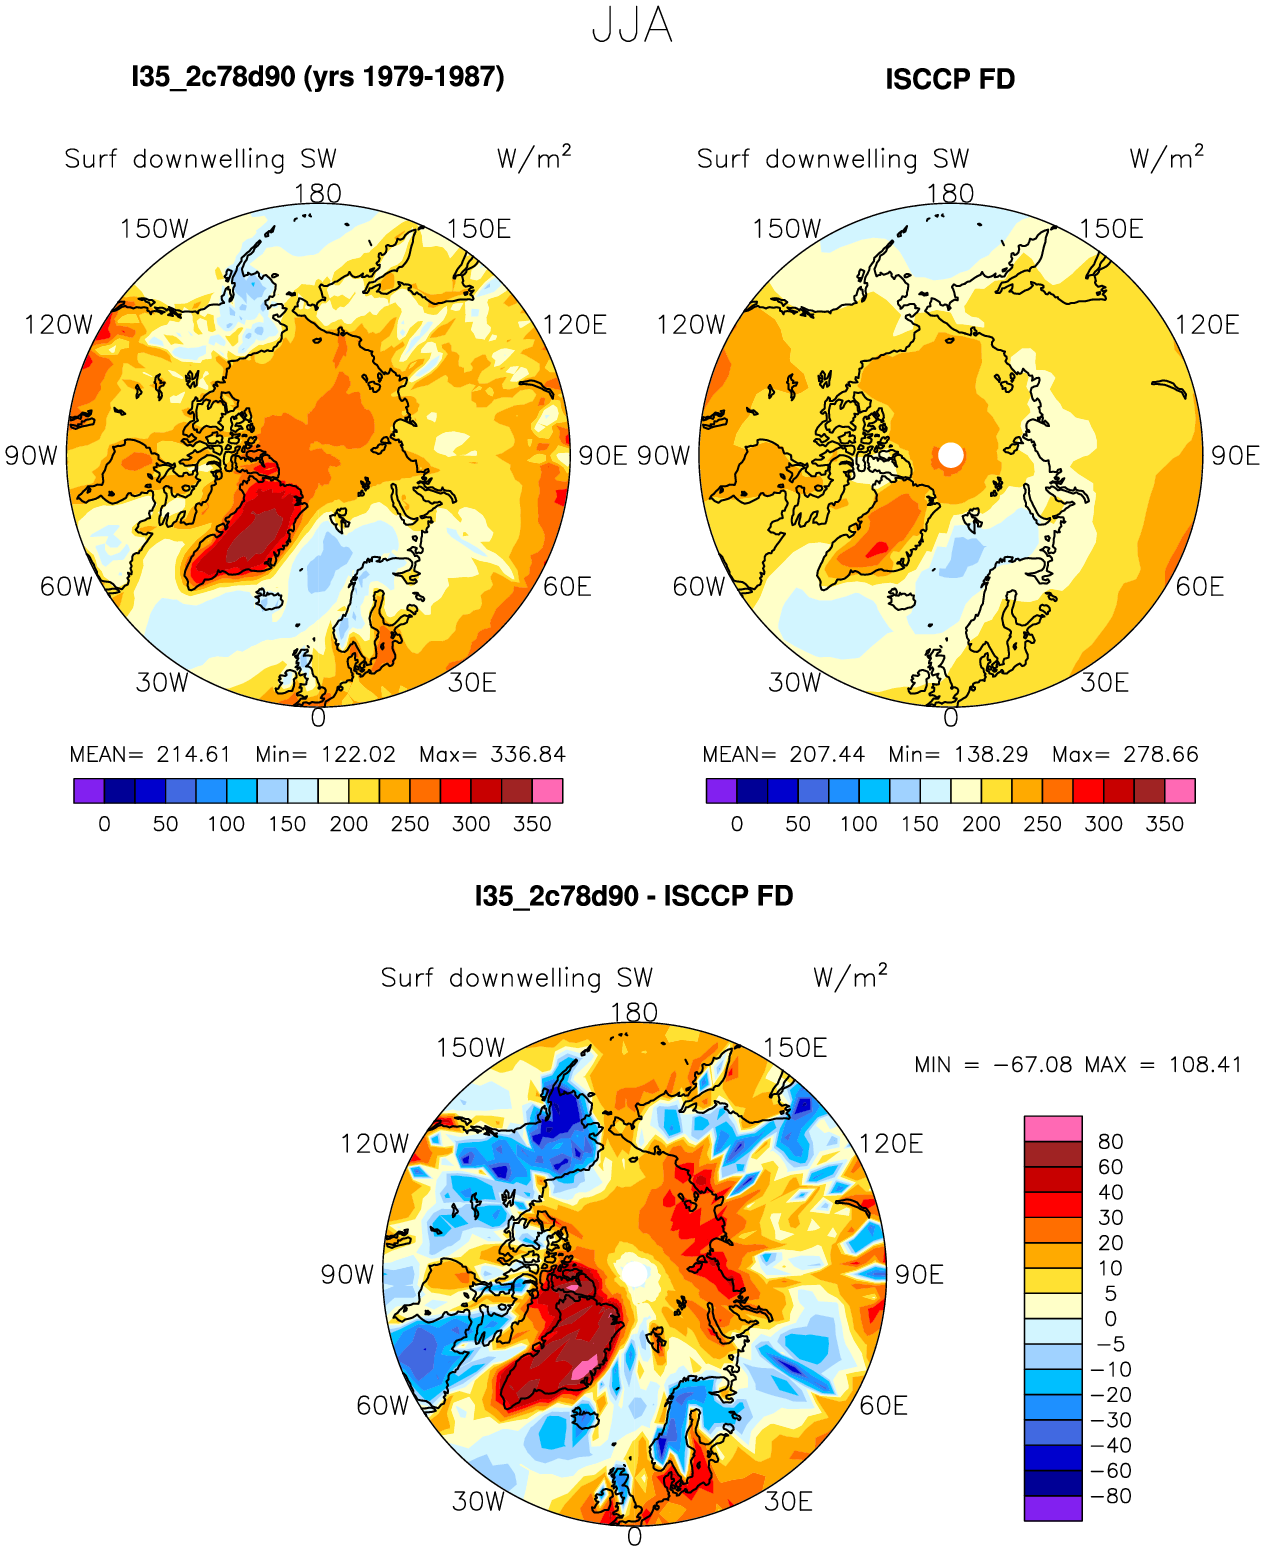 JJA
I35_2c78d90 (yrs 1979-1987)
ISCCP FD
Surf downwelling SW W/m²
Surf downwelling SW W/m²
180
180
150W 150E
150W 150E
120W 120E
120W 120E
90W 90E
90W 90E
60W 60E
60W 60E
30W 30E
30W 30E
0
0
MEAN= 214.61 Min= 122.02 Max= 336.84
MEAN= 207.44 Min= 138.29 Max= 278.66
0 50 100 150 200 250 300 350
0 50 100 150 200 250 300 350
I35_2c78d90 - ISCCP FD
Surf downwelling SW W/m²
180
150W 150E
MIN = −67.08 MAX = 108.41
120W 120E
90W 90E
60W 60E
30W 30E
0
80
60
40
30
20
10
5
0
−5
−10
−20
−30
−40
−60
−80